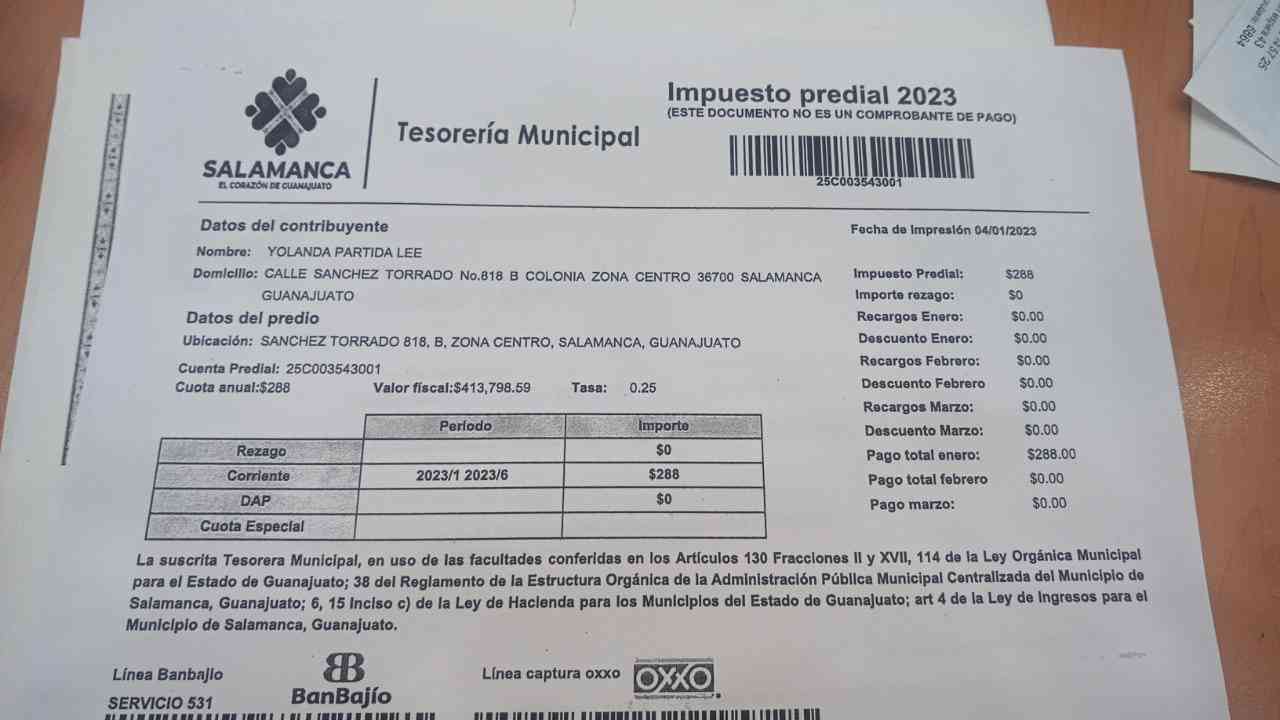 SALAMANCA
EL CORAZÓN DE GUANAJUATO
Tesorería Municipal
Impuesto predial 2023
(ESTE DOCUMENTO NO ES UN COMPROBANTE DE PAGO)
25C003543001
Datos del contribuyente
Nombre: YOLANDA PARTIDA LEE
Domicilio: CALLE SANCHEZ TORRADO No.818 B COLONIA ZONA CENTRO 36700 SALAMANCA
GUANAJUATO
Datos del predio
Ubicación: SANCHEZ TORRADO 818, B, ZONA CENTRO, SALAMANCA, GUANAJUATO
Cuenta Predial: 25C003543001
Cuota anual:$288 Valor fiscal:$413,798.59 Tasa: 0.25
Fecha de Impresión 04/01/2023
Impuesto Predial: $288
Importe rezago: $0
Recargos Enero: $0.00
Descuento Enero: $0.00
Recargos Febrero: $0.00
Descuento Febrero $0.00
Recargos Marzo: $0.00
Descuento Marzo: $0.00
Pago total enero: $288.00
Pago total febrero $0.00
Pago marzo: $0.00
Período Importe
Rezago $0
Corriente 2023/1 2023/6 $288
DAP $0
Cuota Especial
La suscrita Tesorera Municipal, en uso de las facultades conferidas en los Artículos 130 Fracciones II y XVII, 114 de la Ley Orgánica Municipal
para el Estado de Guanajuato; 38 del Reglamento de la Estructura Orgánica de la Administración Pública Municipal Centralizada del Municipio de
Salamanca, Guanajuato; 6, 15 Inciso c) de la Ley de Hacienda para los Municipios del Estado de Guanajuato; art 4 de la Ley de Ingresos para el
Municipio de Salamanca, Guanajuato.
Línea Banbajío
BanBajío
SERVICIO 531
Línea captura oxxo
OXXO